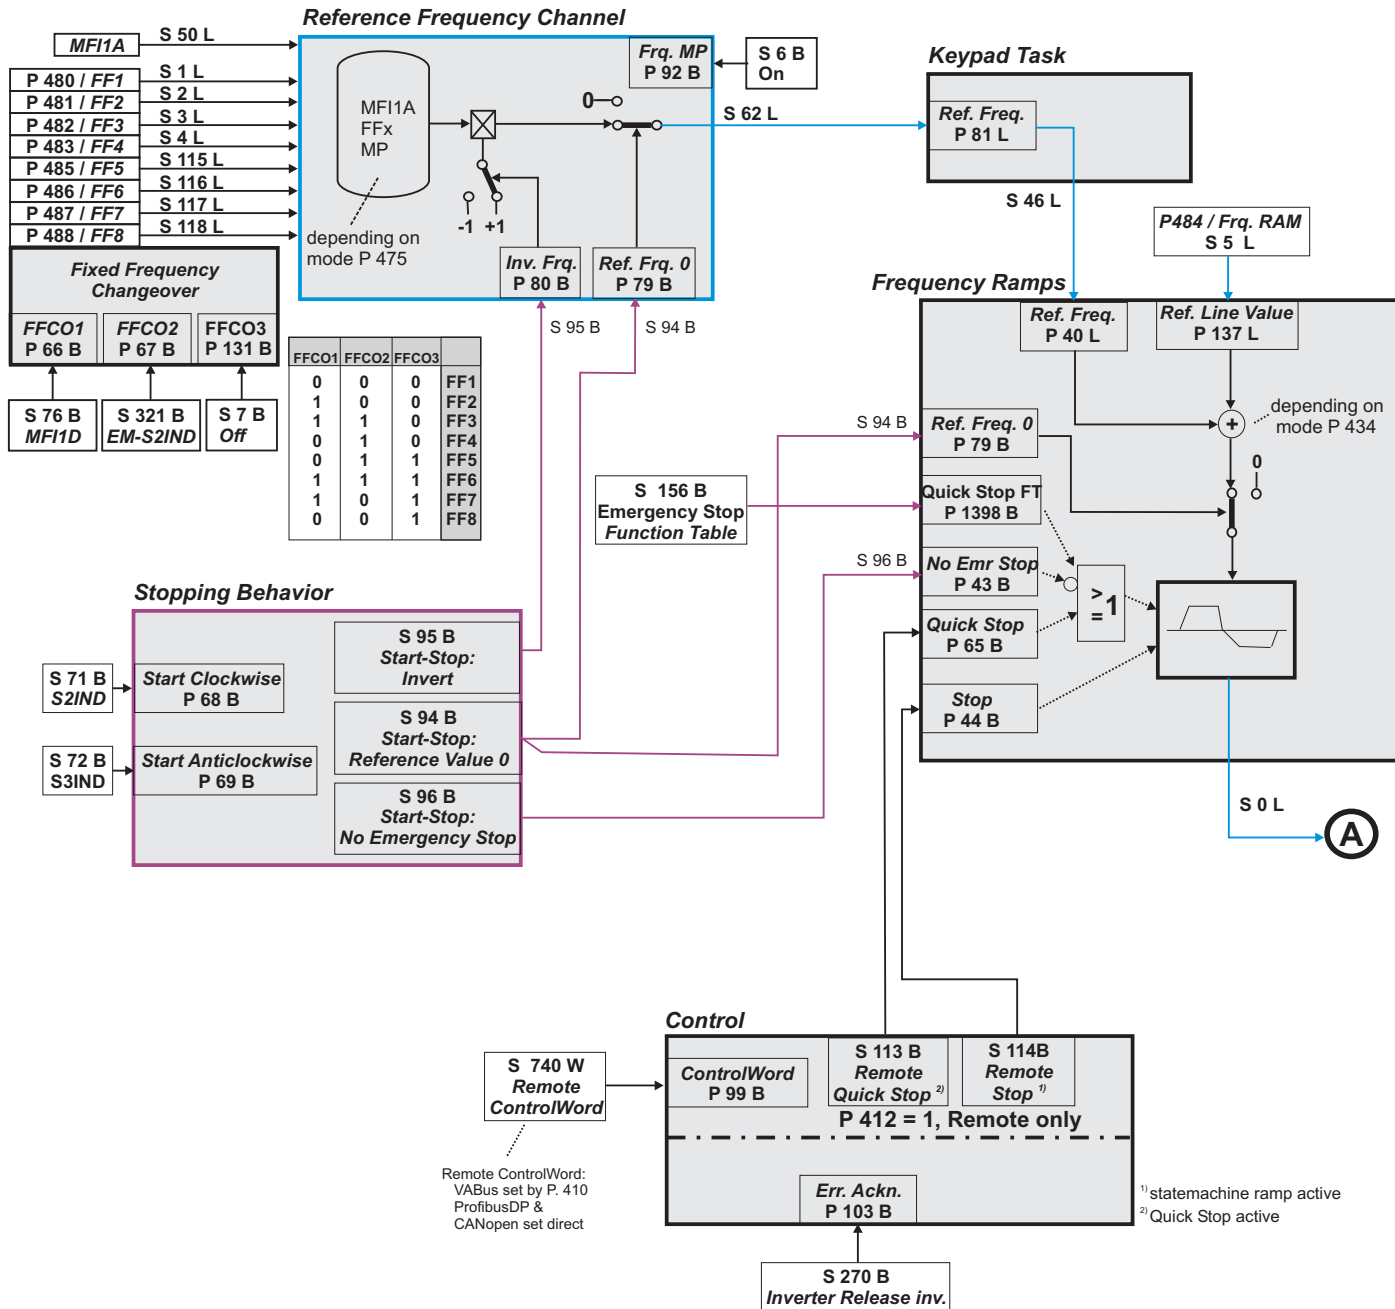 Reference Frequency Channel
MFI1A
S 50 L
P 480 / FF1
S 1 L
P 481 / FF2
S 2 L
P 482 / FF3
S 3 L
P 483 / FF4
S 4 L
P 485 / FF5
S 115 L
P 486 / FF6
S 116 L
P 487 / FF7
S 117 L
P 488 / FF8
S 118 L
MFI1A
FFx
MP
depending on
mode P 475
-1 +1
0
Frq. MP
P 92 B
S 6 B
On
S 62 L
Inv. Frq.
P 80 B
Ref. Frq. 0
P 79 B
S 95 B
S 94 B
Keypad Task
Ref. Freq.
P 81 L
S 46 L
P484 / Frq. RAM
S 5 L
Fixed Frequency
Changeover
FFCO1
P 66 B
FFCO2
P 67 B
FFCO3
P 131 B
S 76 B
MFI1D
S 321 B
EM-S2IND
S 7 B
Off
FFCO1 FFCO2 FFCO3
0 0 0 FF1
1 0 0 FF2
1 1 0 FF3
0 1 0 FF4
0 1 1 FF5
1 1 1 FF6
1 0 1 FF7
0 0 1 FF8
Frequency Ramps
Ref. Freq.
P 40 L
Ref. Line Value
P 137 L
+
depending on
mode P 434
0
S 94 B
Ref. Freq. 0
P 79 B
S 156 B
Emergency Stop
Function Table
Quick Stop FT
P 1398 B
S 96 B
No Emr Stop
P 43 B
Quick Stop
P 65 B
>
= 1
Stop
P 44 B
S 0 L
A
Stopping Behavior
S 71 B
S2IND
Start Clockwise
P 68 B
S 72 B
S3IND
Start Anticlockwise
P 69 B
S 95 B
Start-Stop:
Invert
S 94 B
Start-Stop:
Reference Value 0
S 96 B
Start-Stop:
No Emergency Stop
Control
S 740 W
Remote
ControlWord
ControlWord
P 99 B
S 113 B
Remote
Quick Stop 2)
S 114B
Remote
Stop 1)
P 412 = 1, Remote only
Remote ControlWord:
VABus set by P. 410
ProfibusDP &
CANopen set direct
Err. Ackn.
P 103 B
1) statemachine ramp active
2) Quick Stop active
S 270 B
Inverter Release inv.